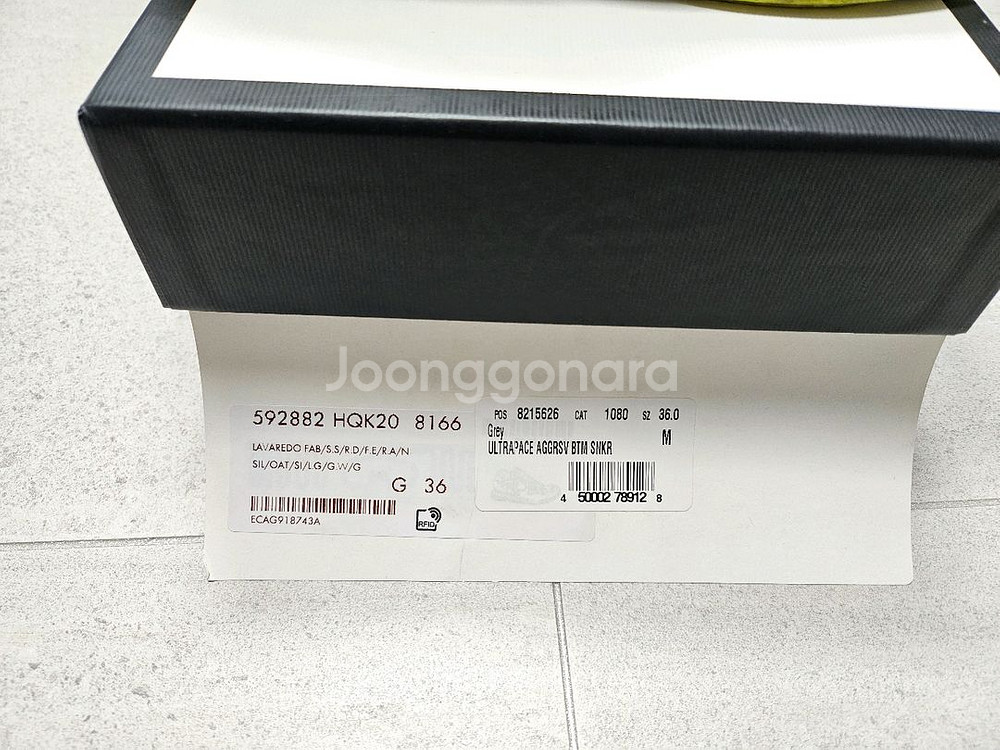 Joonggonara
592882 HQK20 8166
LAVAREDO FAB/S.S/R.D/F.E/R.A/N
SIL/OAT/SI/LG/G.W/G
G 36
ECAG918743A
RFID
POS 8215626 CAT 1080 SZ 36.0
Grey M
ULTRAPACE AGGRSV BTM SNKR
4 50002 78912 8